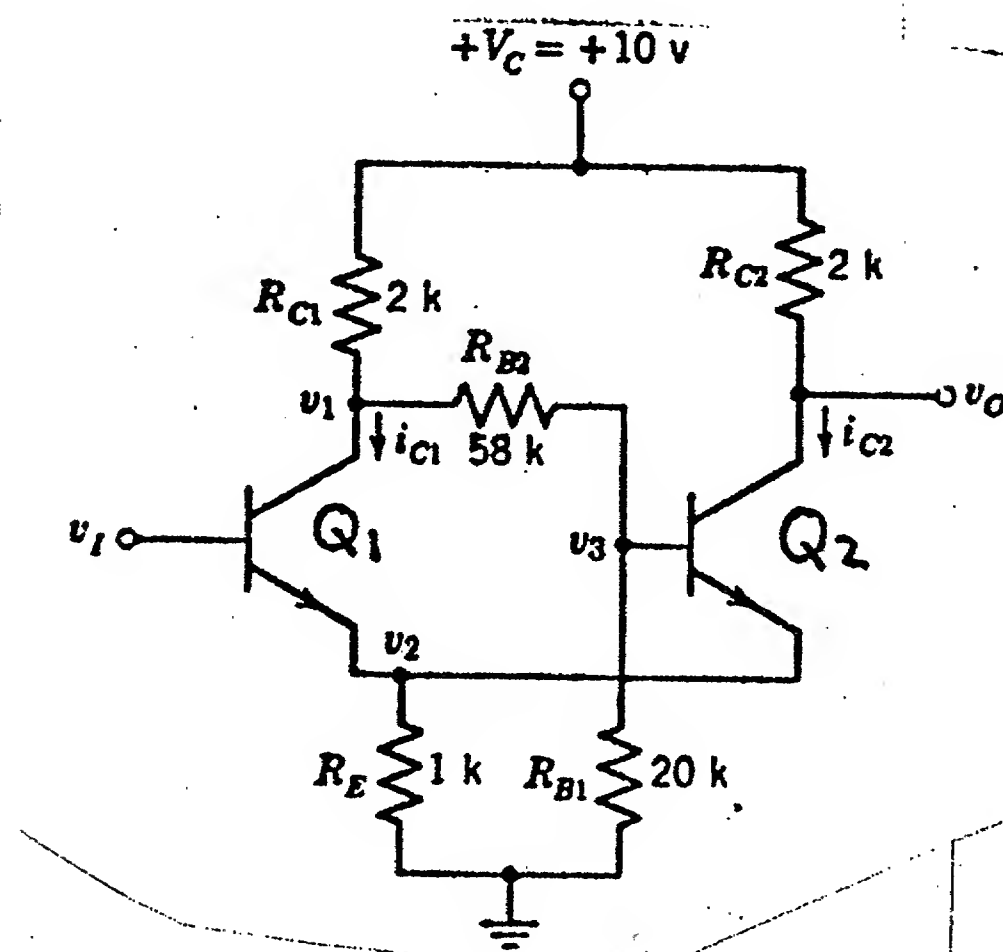 +V_C = +10 v
R_C1 2 k
R_C2 2 k
R_B2
v_1
i_C1
58 k
v_O
i_C2
v_I
Q1
v_3
Q2
v_2
R_E 1 k
R_B1 20 k